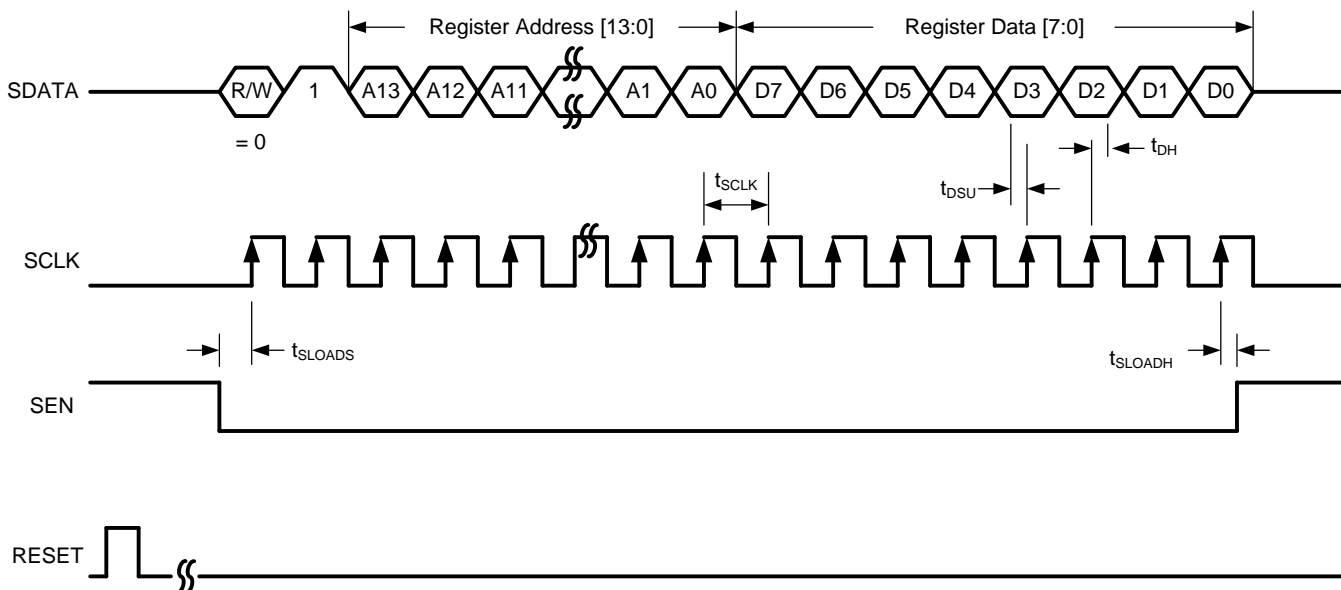 Register Address [13:0] Register Data [7:0]
SDATA R/W 1 A13 A12 A11 A1 A0 D7 D6 D5 D4 D3 D2 D1 D0
= 0
tDH
tSCLK
tDSU
SCLK
tSLOADS
tSLOADH
SEN
RESET